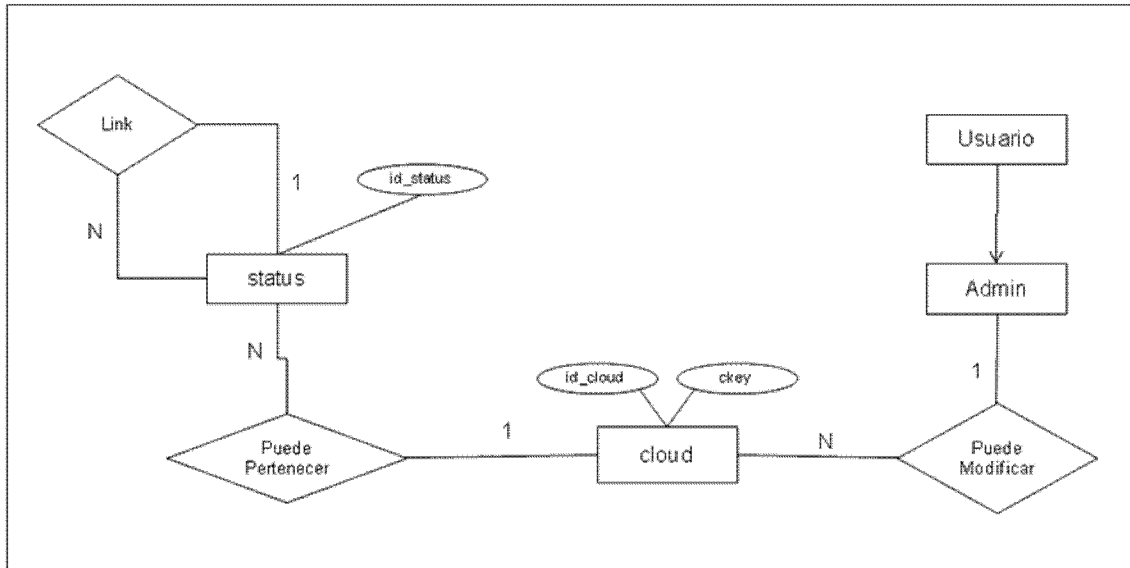 Link
Usuario
1
id_status
N
status
Admin
N
id_cloud
ckey
1
1
N
Puede
Pertenecer
cloud
Puede
Modificar